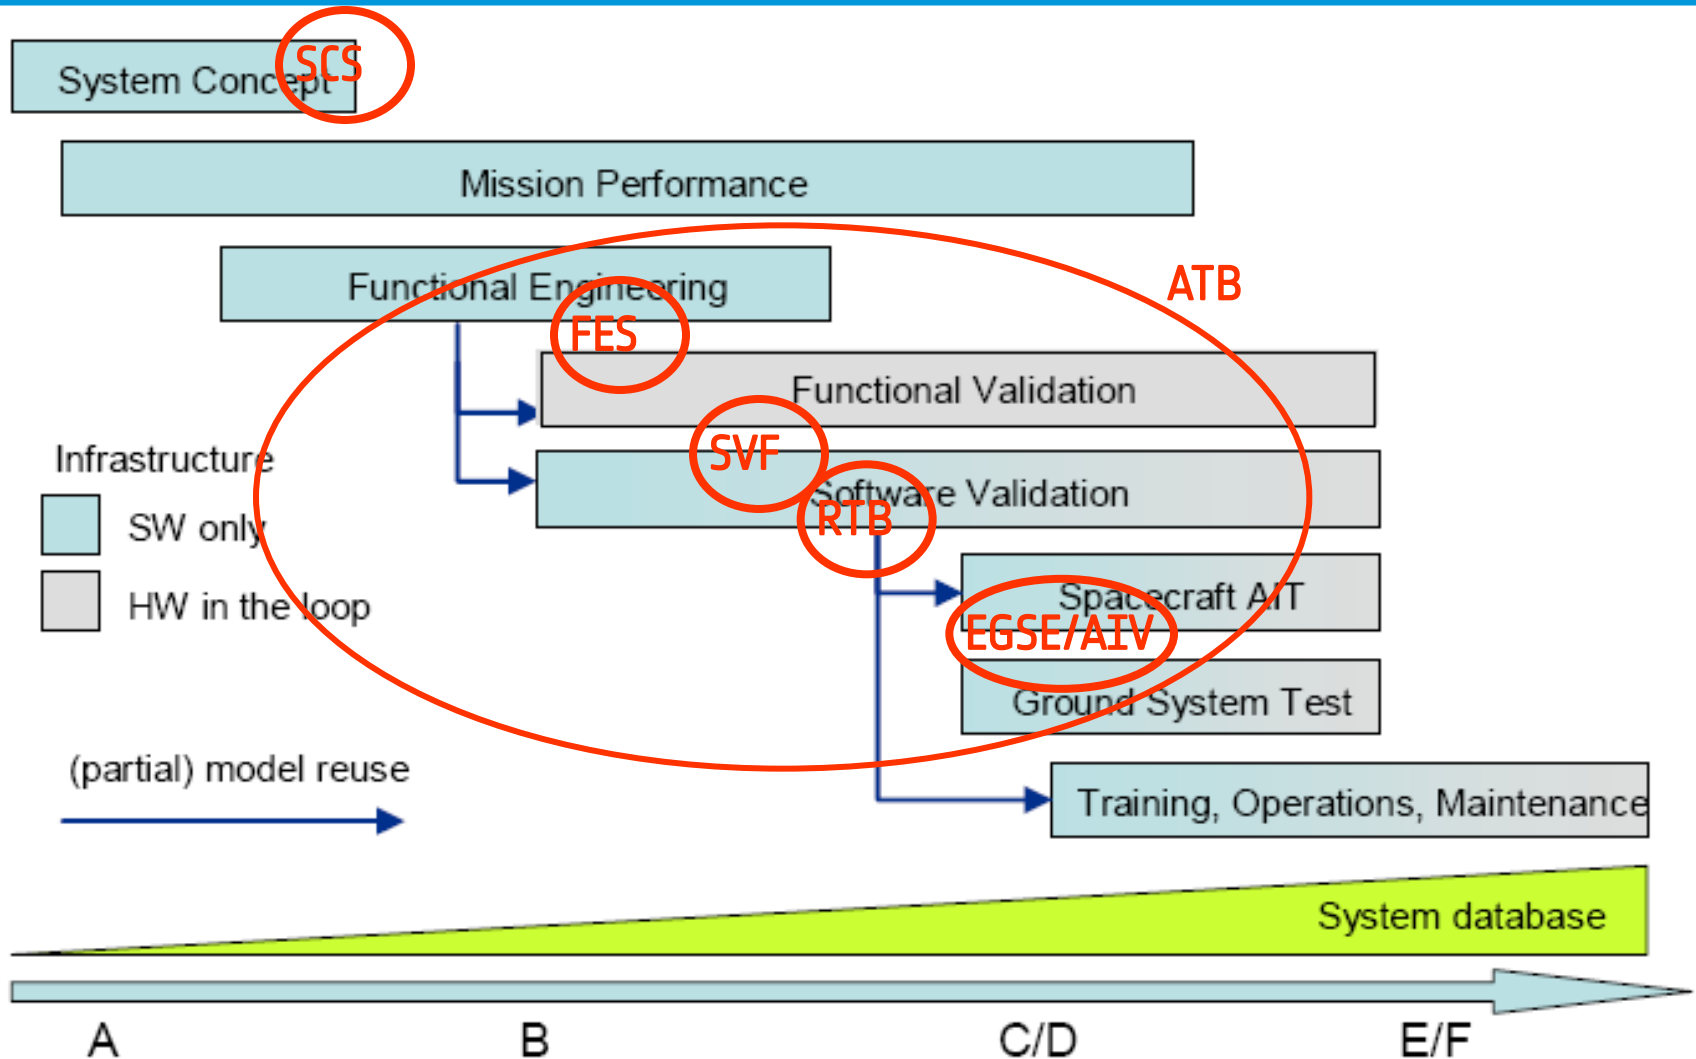 System Concept
SCS
Mission Performance
Functional Engineering
ATB
FES
Functional Validation
SVF
Software Validation
RTB
Infrastructure
SW only
HW in the loop
Spacecraft AIT
EGSE/AIV
Ground System Test
(partial) model reuse
Training, Operations, Maintenance
System database
A B C/D E/F